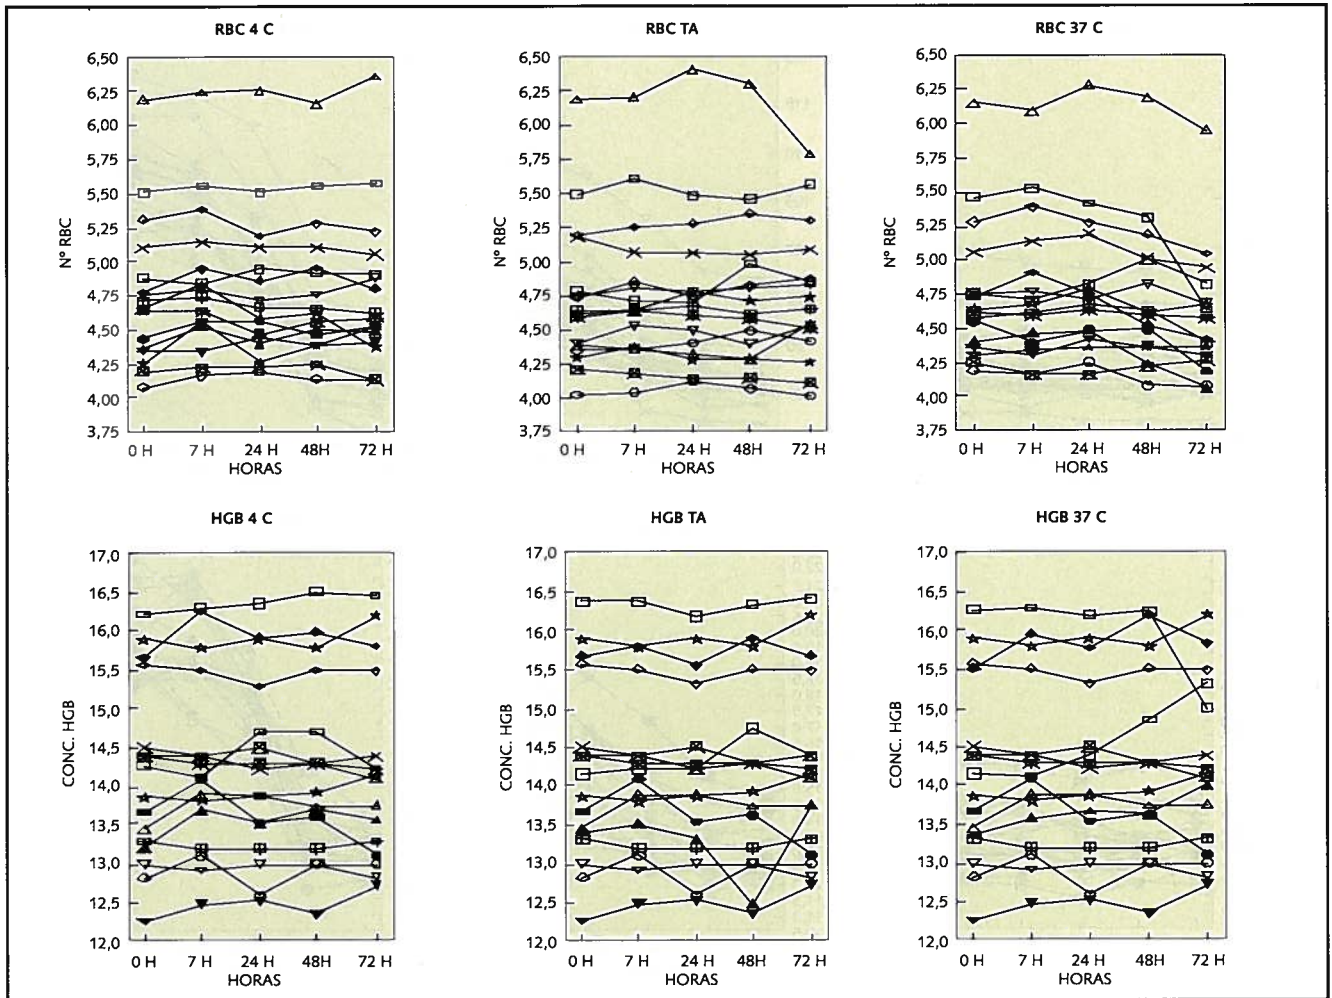 RBC 4 C
6,50
6,25
6,00
5,75
5,50
5,25
5,00
4,75
4,50
4,25
4,00
3,75
Nº RBC
0 H 7 H 24 H 48H 72 H
HORAS
RBC TA
6,50
6,25
6,00
5,75
5,50
5,25
5,00
4,75
4,50
4,25
4,00
3,75
Nº RBC
0 H 7 H 24 H 48H 72 H
HORAS
RBC 37 C
6,50
6,25
6,00
5,75
5,50
5,25
5,00
4,75
4,50
4,25
4,00
3,75
Nº RBC
0 H 7 H 24 H 48 H 72 H
HORAS
HGB 4 C
17,0
16,5
16,0
15,5
15,0
14,5
14,0
13,5
13,0
12,5
12,0
CONC. HGB
0 H 7 H 24 H 48H 72 H
HORAS
HGB TA
17,0
16,5
16,0
15,5
15,0
14,5
14,0
13,5
13,0
12,5
12,0
CONC. HGB
0 H 7 H 24 H 48H 72 H
HORAS
HGB 37 C
17,0
16,5
16,0
15,5
15,0
14,5
14,0
13,5
13,0
12,5
12,0
CONC. HGB
0 H 7 H 24 H 48H 72 H
HORAS